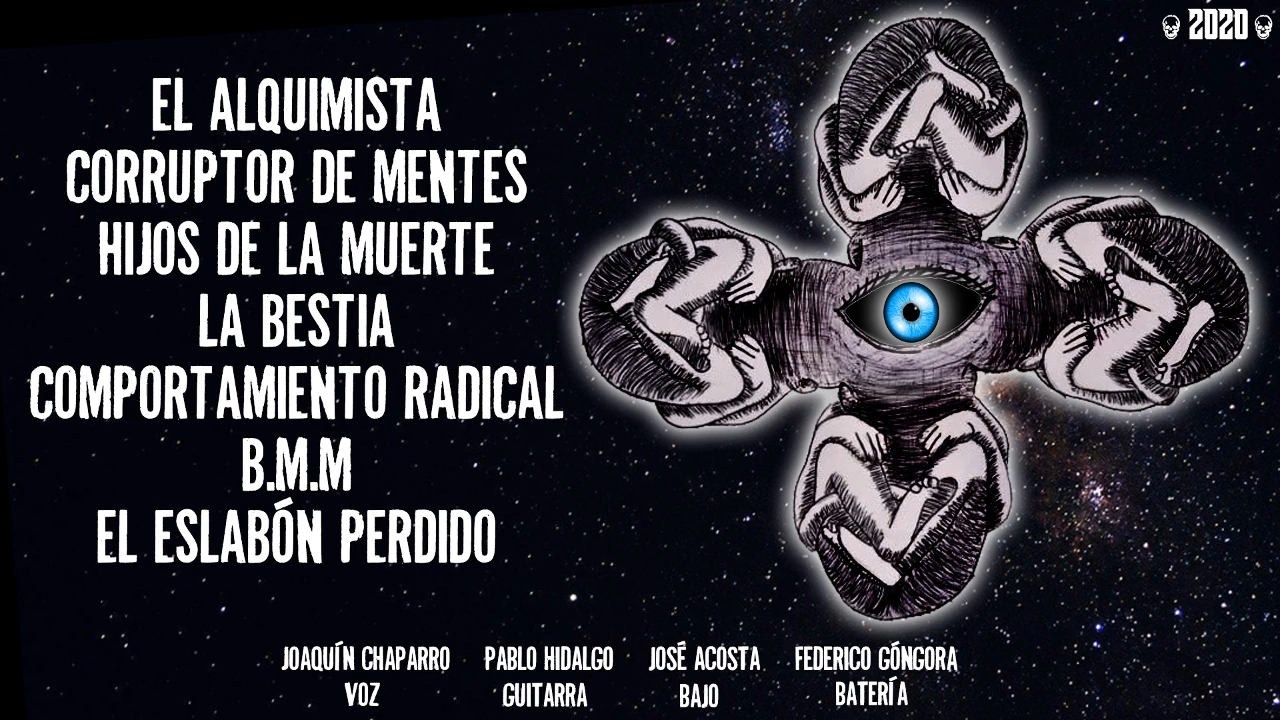 2020
EL ALQUIMISTA
CORRUPTOR DE MENTES
HIJOS DE LA MUERTE
LA BESTIA
COMPORTAMIENTO RADICAL
B.M.M
EL ESLABÓN PERDIDO
JOAQUÍN CHAPARRO PABLO HIDALGO JOSÉ ACOSTA FEDERICO GÓNGORA
VOZ GUITARRA BAJO BATERÍA